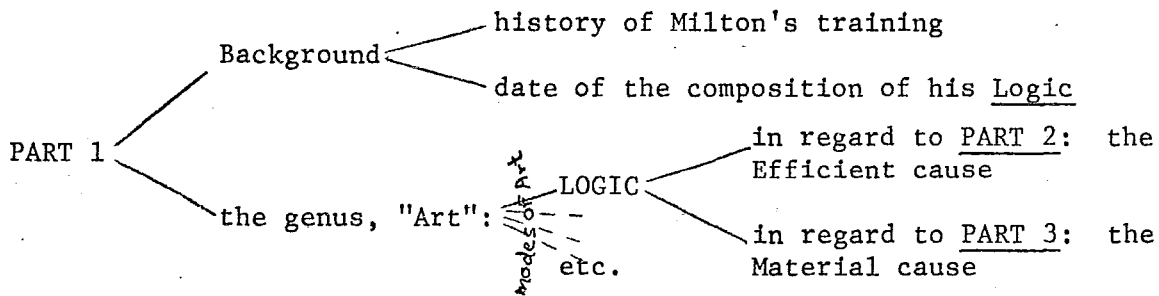 history of Milton's training
Background
date of the composition of his Logic
PART 1
in regard to PART 2: the
Efficient cause
LOGIC
the genus, "Art":
modes of Art
etc.
in regard to PART 3: the
Material cause